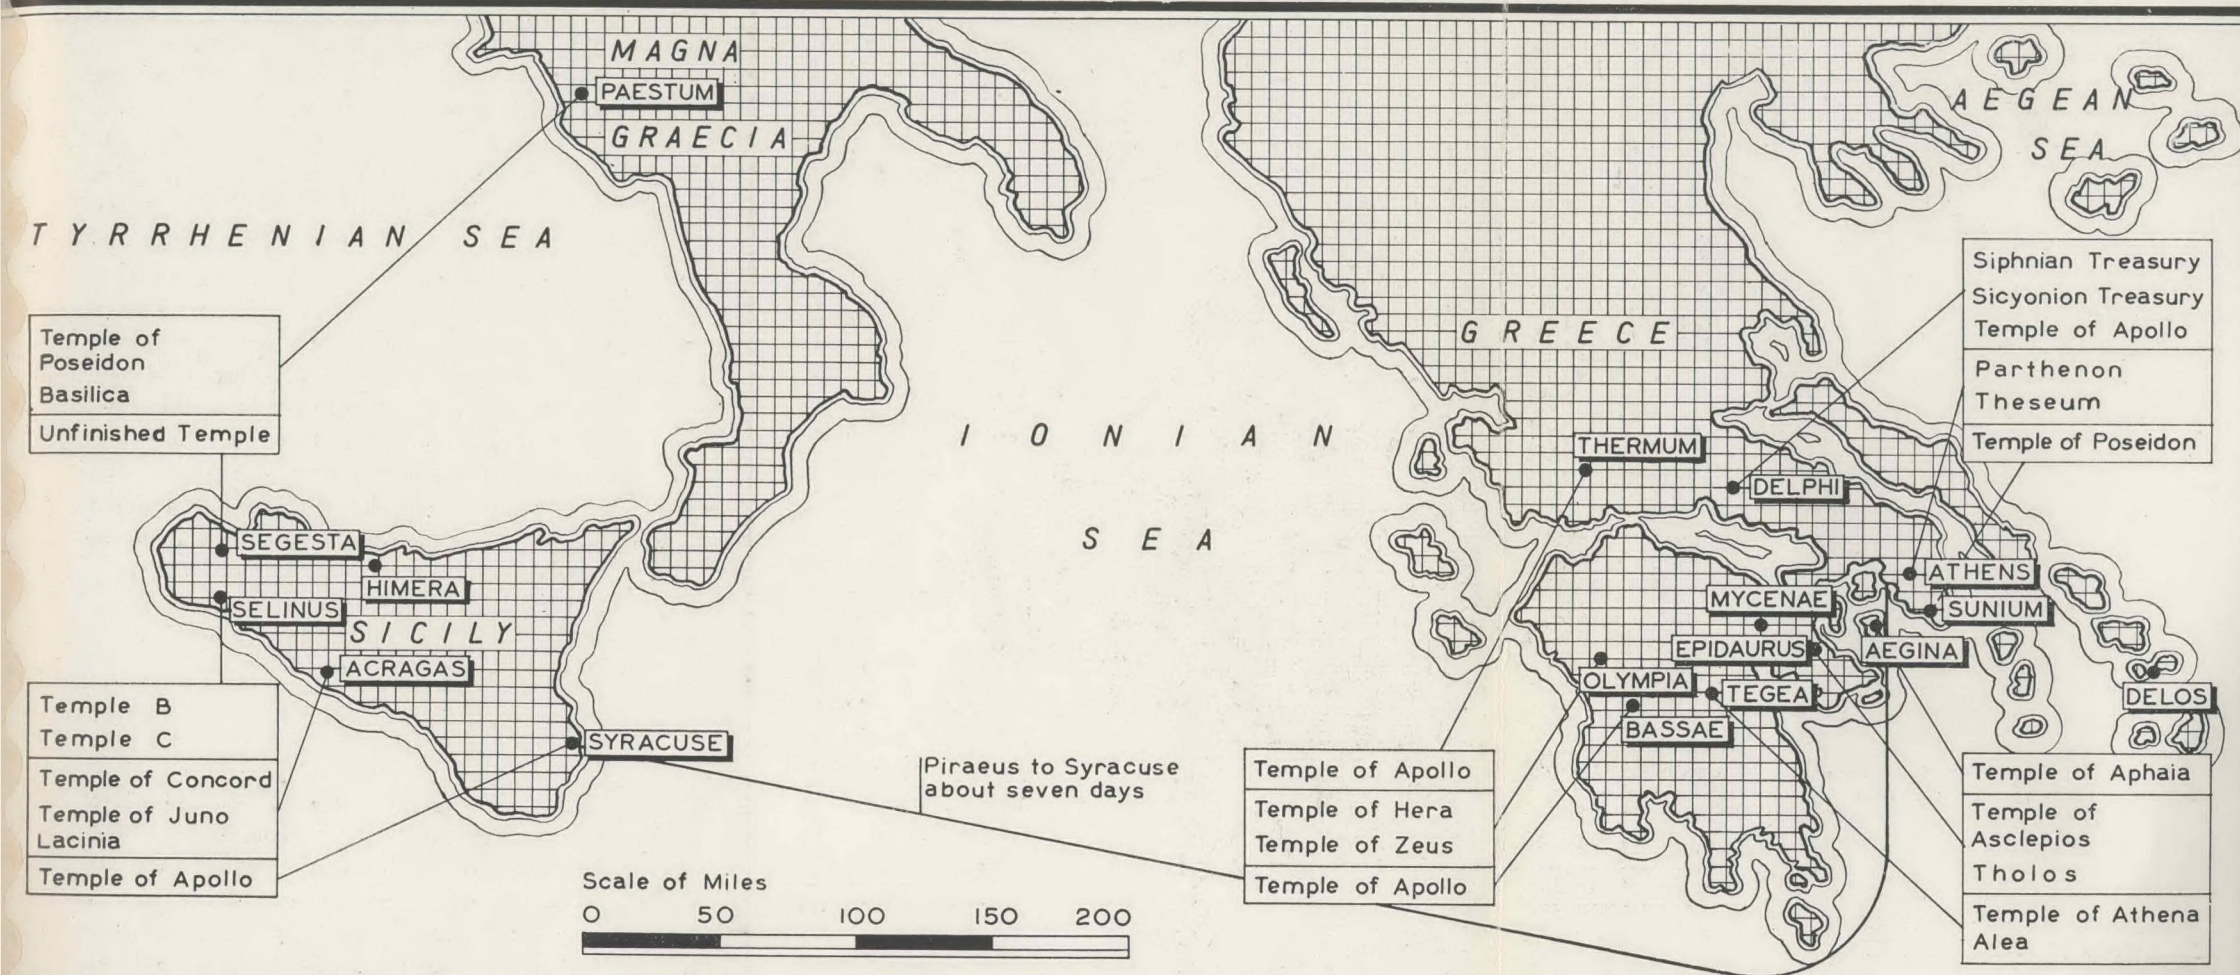 MAGNA
PAESTUM
GRAECIA
TYRRHENIAN SEA
Temple of
Poseidon
Basilica
Unfinished Temple
SEGESTA
HIMERA
SELINUS
SICILY
ACRAGAS
SYRACUSE
Temple B
Temple C
Temple of Concord
Temple of Juno
Lacinia
Temple of Apollo
IONIAN
SEA
Piraeus to Syracuse
about seven days
Scale of Miles
0 50 100 150 200
AEGEAN
SEA
GREECE
Siphnian Treasury
Sicyonion Treasury
Temple of Apollo
Parthenon
Theseum
Temple of Poseidon
THERMUM
DELPHI
ATHENS
MYCENAE
SUNIUM
EPIDAURUS
AEGINA
OLYMPIA
TEGEA
DELOS
BASSAE
Temple of Apollo
Temple of Hera
Temple of Zeus
Temple of Apollo
Temple of Aphaia
Temple of
Asclepios
Tholos
Temple of Athena
Alea